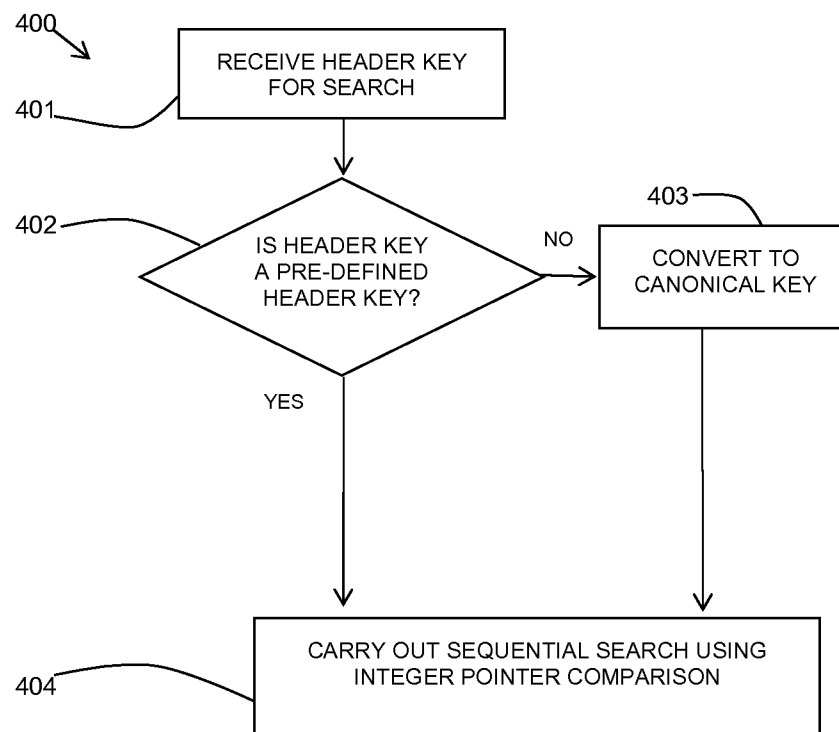 400
RECEIVE HEADER KEY
FOR SEARCH
401
402
IS HEADER KEY
A PRE-DEFINED
HEADER KEY?
NO
403
CONVERT TO
CANONICAL KEY
YES
CARRY OUT SEQUENTIAL SEARCH USING
INTEGER POINTER COMPARISON
404